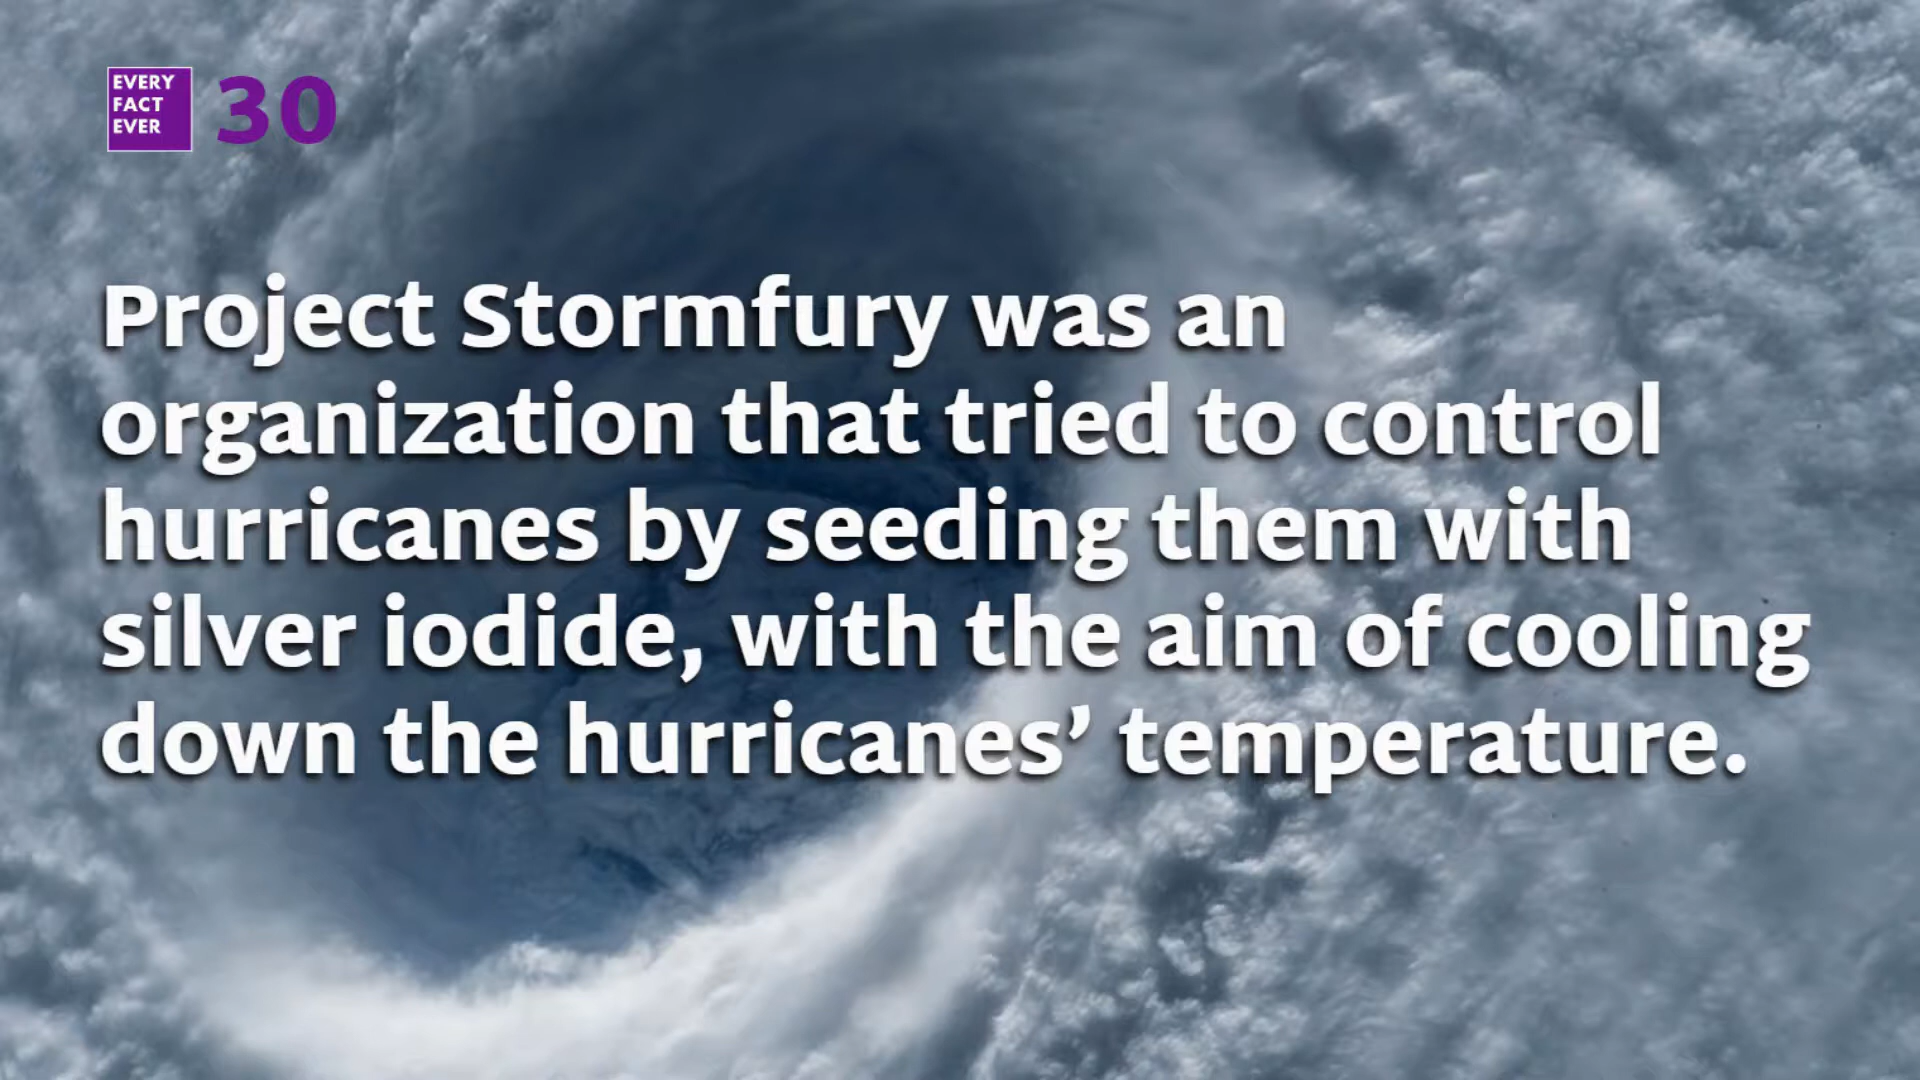 EVERY
FACT
EVER
30
Project Stormfury was an
organization that tried to control
hurricanes by seeding them with
silver iodide, with the aim of cooling
down the hurricanes’ temperature.